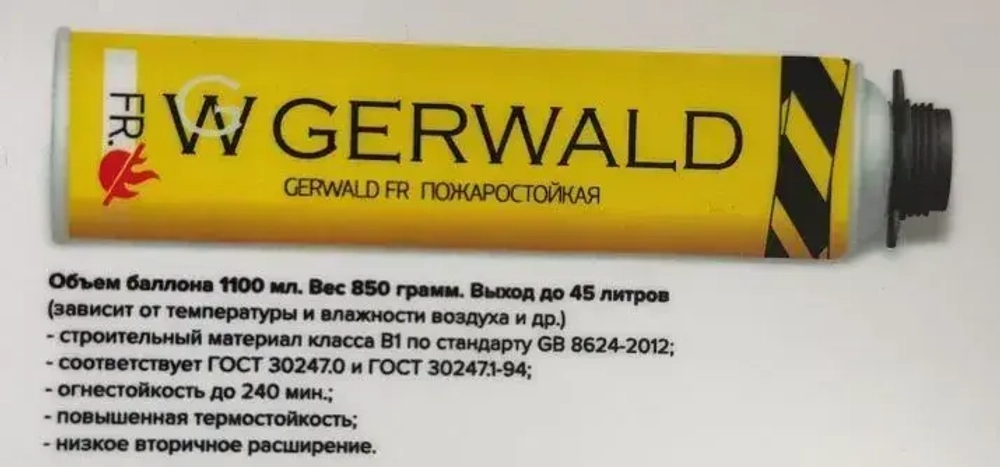 FR.
GW GERWALD
GERWALD FR ПОЖАРОСТОЙКАЯ
Объем баллона 1100 мл. Вес 850 грамм. Выход до 45 литров
(зависит от температуры и влажности воздуха и др.)
- строительный материал класса В1 по стандарту GB 8624-2012;
- соответствует ГОСТ 30247.0 и ГОСТ 30247.1-94;
- огнестойкость до 240 мин.;
- повышенная термостойкость;
- низкое вторичное расширение.